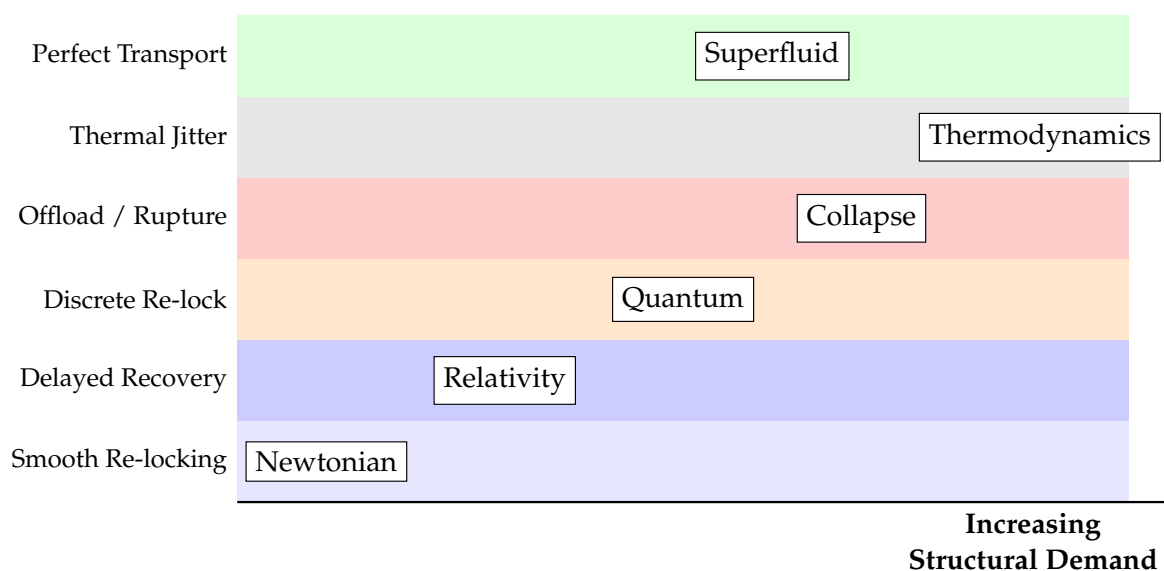 Perfect Transport
Superfluid
Thermal Jitter
Thermodynamics
Offload / Rupture
Collapse
Discrete Re-lock
Quantum
Delayed Recovery
Relativity
Smooth Re-locking
Newtonian
Increasing
Structural Demand